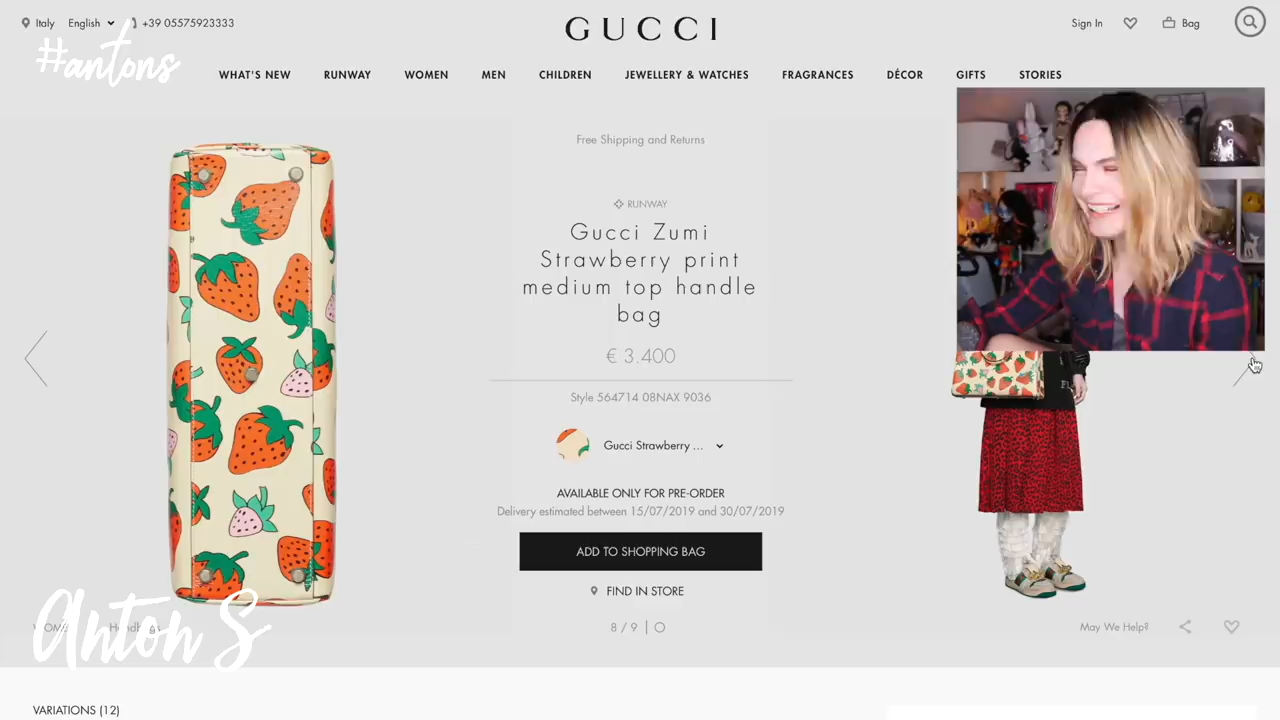 Italy English +39 05575923333
GUCCI
Sign In Bag
#antons
WHAT'S NEW RUNWAY WOMEN MEN CHILDREN JEWELLERY & WATCHES FRAGRANCES DÉCOR GIFTS STORIES
Free Shipping and Returns
RUNWAY
Gucci Zumi
Strawberry print
medium top handle
bag
€ 3.400
Style 564714 08NAX 9036
Gucci Strawberry ...
AVAILABLE ONLY FOR PRE-ORDER
Delivery estimated between 15/07/2019 and 30/07/2019
ADD TO SHOPPING BAG
FIND IN STORE
8 / 9
Anton S
May We Help?
VARIATIONS (12)